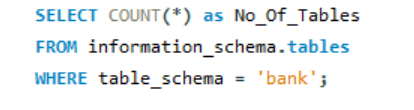 SELECT COUNT(*) as No_Of_Tables
FROM information_schema.tables
WHERE table_schema = 'bank';